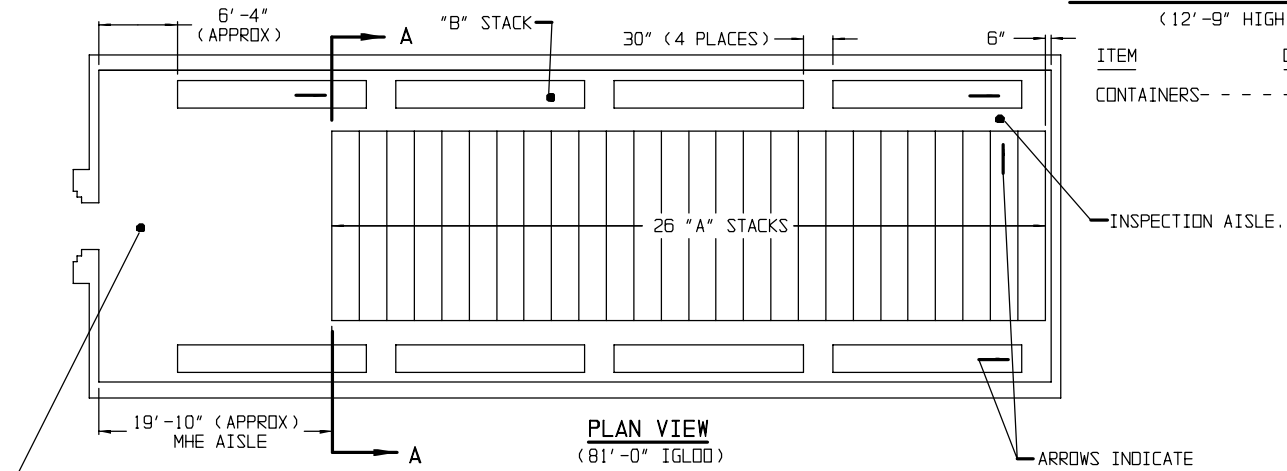 (12'-9" HIGH
6'-4"
(APPROX)
A
"B" STACK
30" (4 PLACES)
6"
ITEM
CONTAINERS- - - -
26 "A" STACKS
INSPECTION AISLE.
19'-10" (APPROX)
MHE AISLE
A
PLAN VIEW
(81'-0" IGLOO)
ARROWS INDICATE